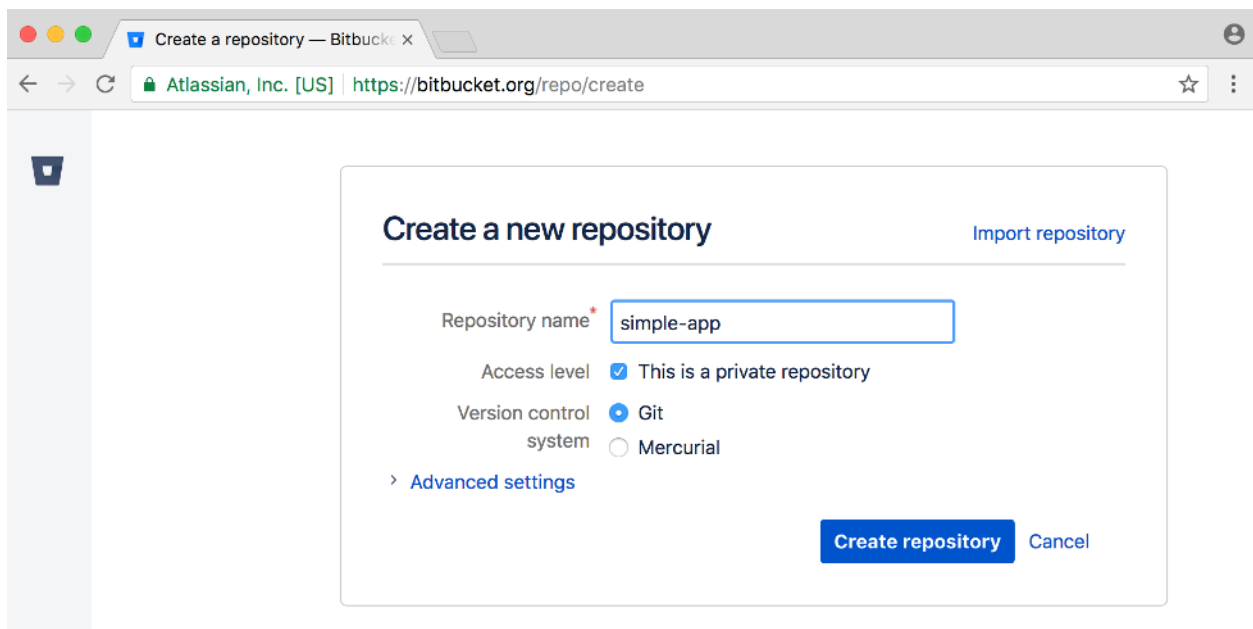 Create a repository — Bitbucke
Atlassian, Inc. [US] https://bitbucket.org/repo/create
Create a new repository
Import repository
Repository name*
simple-app
Access level
This is a private repository
Version control
system
Git
Mercurial
Advanced settings
Create repository
Cancel